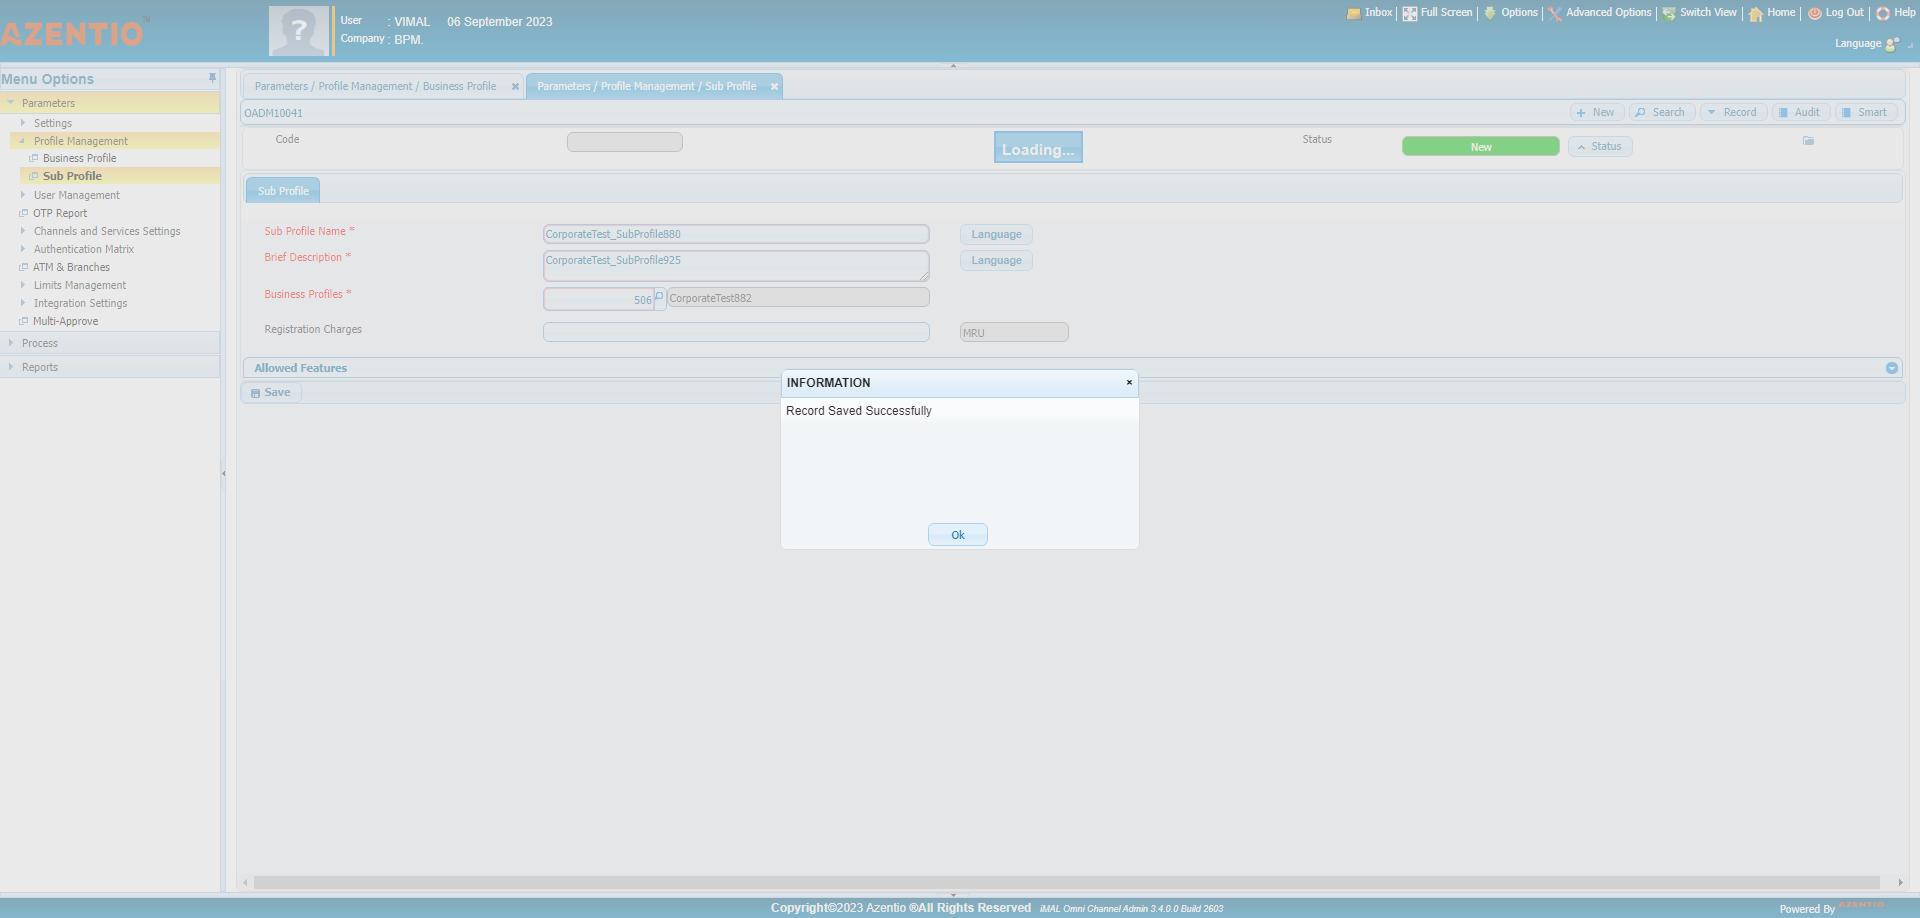 AZENTIO™
User : VIMAL 06 September 2023
Company : BPM.
Inbox Full Screen Options Advanced Options Switch View Home Log Out Help
Language
Menu Options
Parameters
Settings
Profile Management
Business Profile
Sub Profile
User Management
OTP Report
Channels and Services Settings
Authentication Matrix
ATM & Branches
Limits Management
Integration Settings
Multi-Approve
Process
Reports
Parameters / Profile Management / Business Profile
Parameters / Profile Management / Sub Profile
OADM10041
New Search Record Audit Smart
Code
Loading...
Status New Status
Sub Profile
Sub Profile Name * CorporateTest_SubProfile880 Language
Brief Description * CorporateTest_SubProfile925 Language
Business Profiles * 506 CorporateTest882
Registration Charges MRU
Allowed Features
Save
INFORMATION
Record Saved Successfully
Ok
Copyright©2023 Azentio ®All Rights Reserved iMAL Omni Channel Admin 3.4.0.0 Build 2603
Powered By AZENTIO